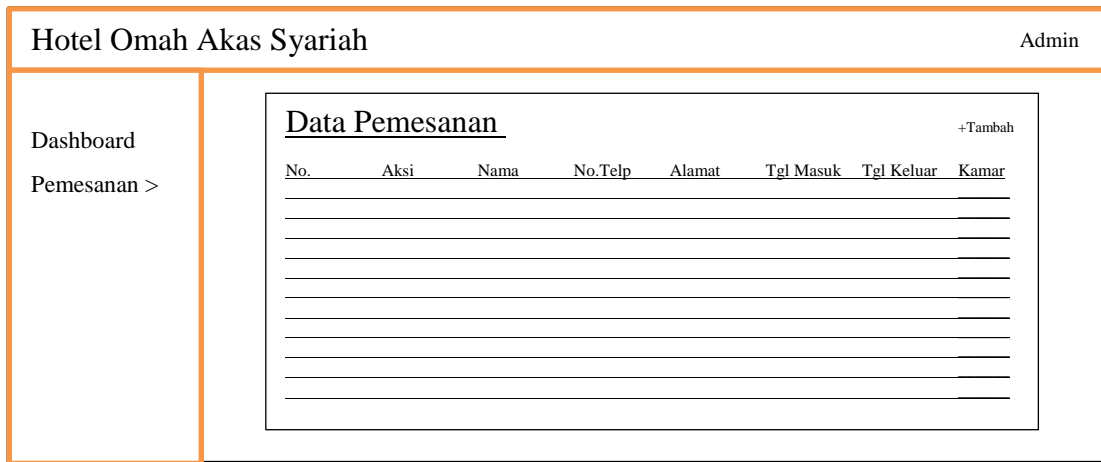 Hotel Omah Akas Syariah Admin
Dashboard
Pemesanan >
Data Pemesanan +Tambah
No. Aksi Nama No.Telp Alamat Tgl Masuk Tgl Keluar Kamar